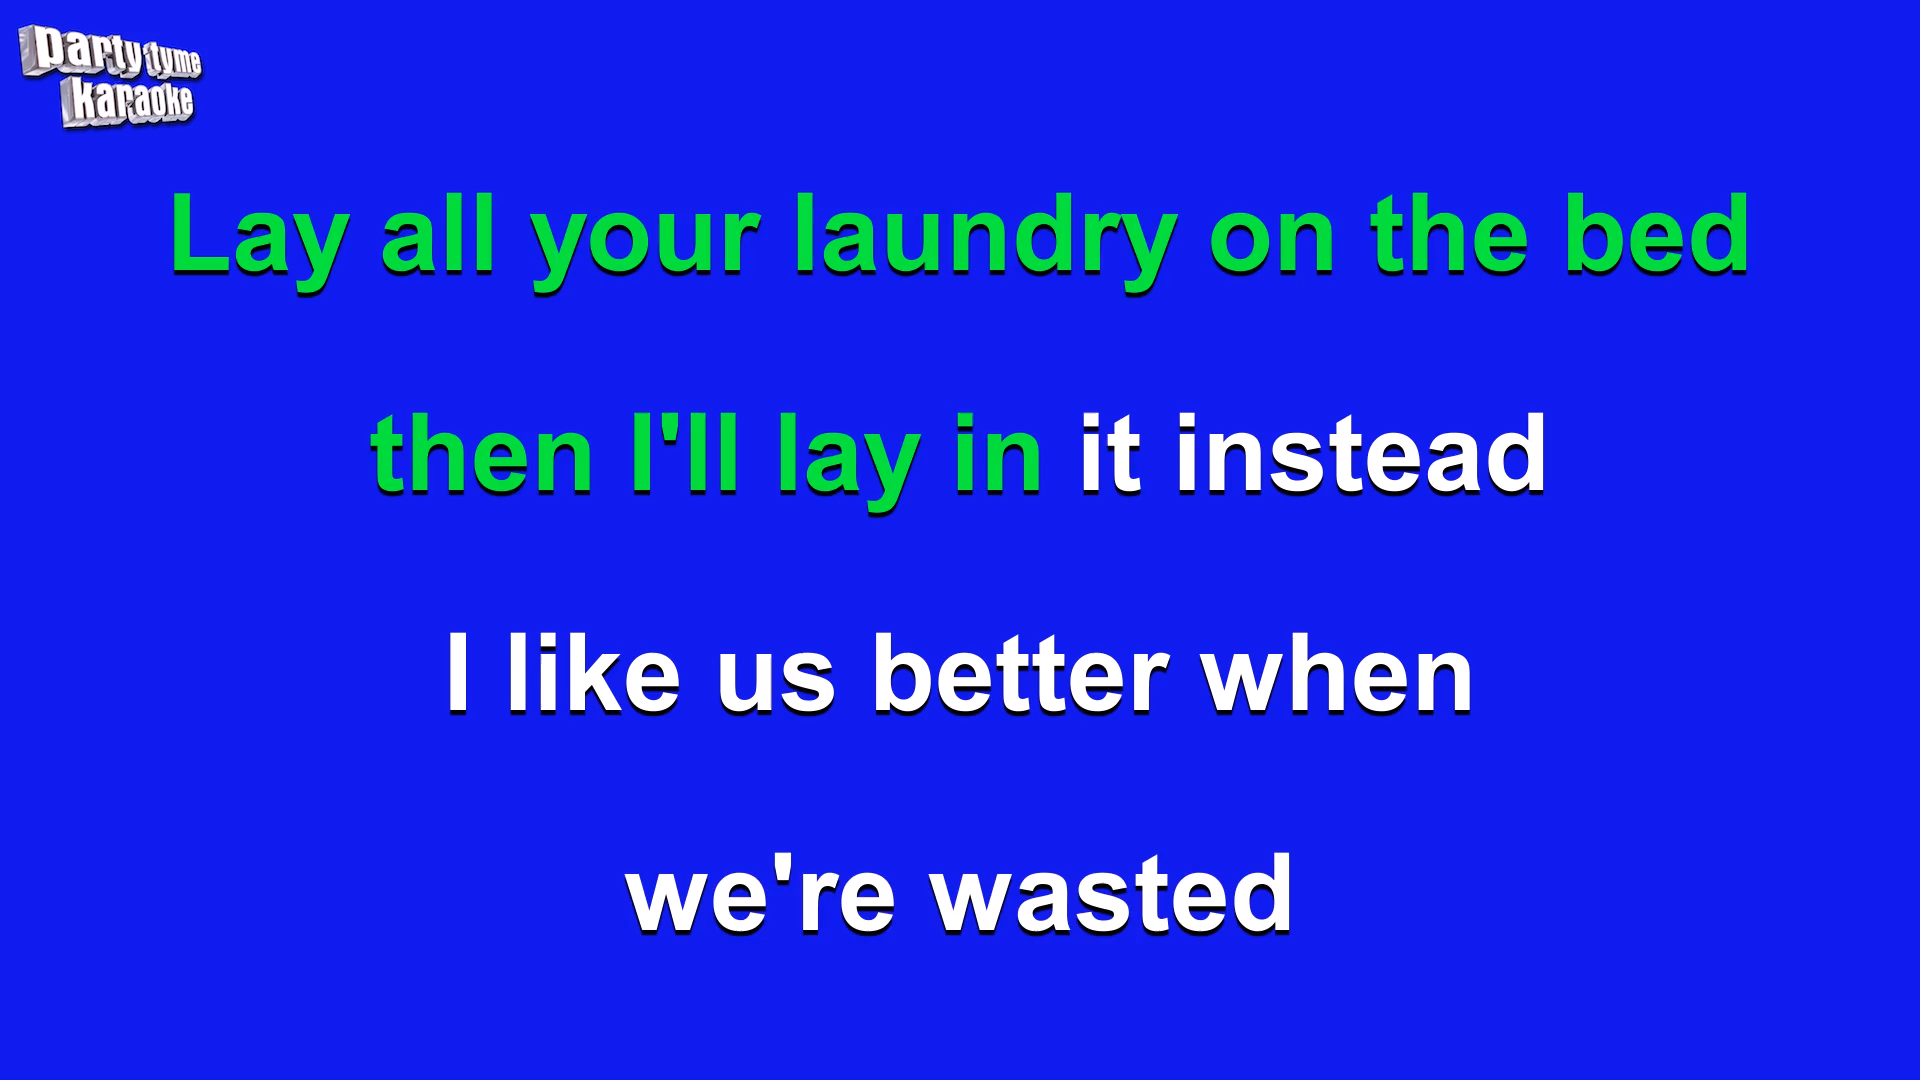 party tyme
karaoke
Lay all your laundry on the bed
then I'll lay in it instead
I like us better when
we're wasted